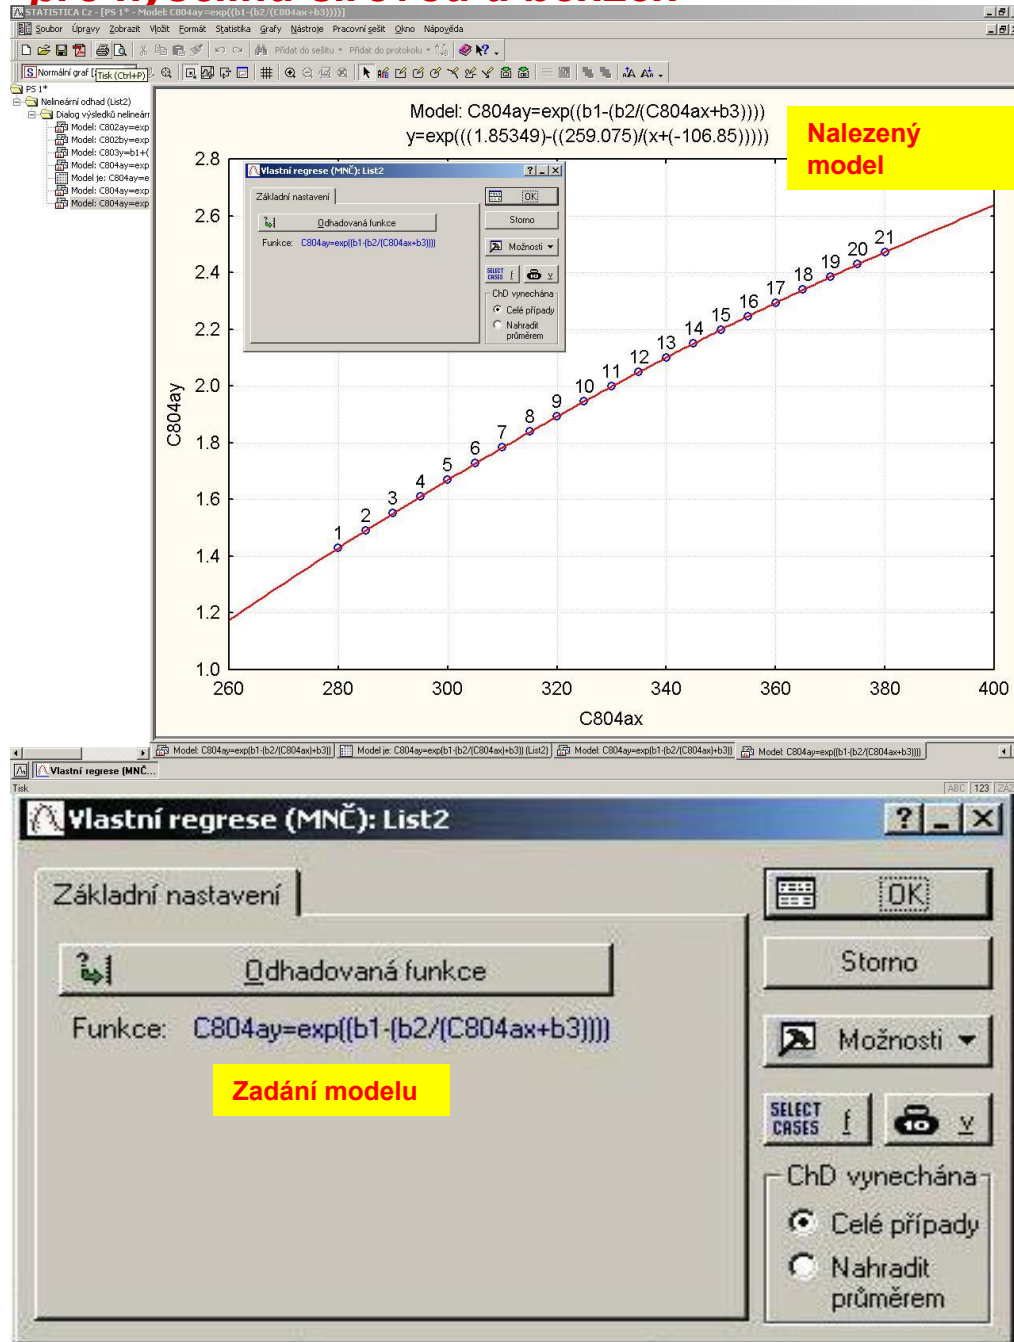 STATISTICA Cz - [PS 1* - Model: C804ay=exp((b1-(b2/(C804ax+b3))))]
Soubor Úpravy Zobrazit Vložit Formát Statistika Grafy Nástroje Pracovní sešit Okno Nápověda
Přidat do sešitu Přidat do protokolu
Normální graf
Tisk (Ctrl+P)
PS 1*
Nelineární odhad (List2)
Dialog výsledků nelineárn
Model: C802ay=exp
Model: C802by=exp
Model: C803y=b1+(
Model: C804ay=exp
Model je: C804ay=e
Model: C804ay=exp
Model: C804ay=exp
Model: C804ay=exp((b1-(b2/(C804ax+b3))))
y=exp(((1.85349)-((259.075)/(x+(-106.85)))))
Nalezený
model
Vlastní regrese (MNČ): List2
Základní nastavení
OK
Odhadovaná funkce
Storno
Funkce: C804ay=exp((b1-(b2/(C804ax+b3))))
Možnosti
SELECT CASES f v
ChD vynechána
Celé případy
Nahradit
průměrem
2.8
2.6
2.4
2.2
2.0
1.8
1.6
1.4
1.2
1.0
C804ay
1 2 3 4 5 6 7 8 9 10 11 12 13 14 15 16 17 18 19 20 21
260 280 300 320 340 360 380 400
C804ax
Model: C804ay=exp(b1-(b2/(C804ax)+b3)) Model je: C804ay=exp(b1-(b2/(C804ax)+b3)) (List2) Model: C804ay=exp(b1-(b2/(C804ax)+b3)) Model: C804ay=exp((b1-(b2/(C804ax+b3))))
Vlastní regrese (MNČ...
Tisk ABC 123
Vlastní regrese (MNČ): List2
Základní nastavení
OK
Odhadovaná funkce
Storno
Funkce: C804ay=exp((b1-(b2/(C804ax+b3))))
Možnosti
Zadání modelu
SELECT
CASES f v
ChD vynechána
Celé případy
Nahradit
průměrem